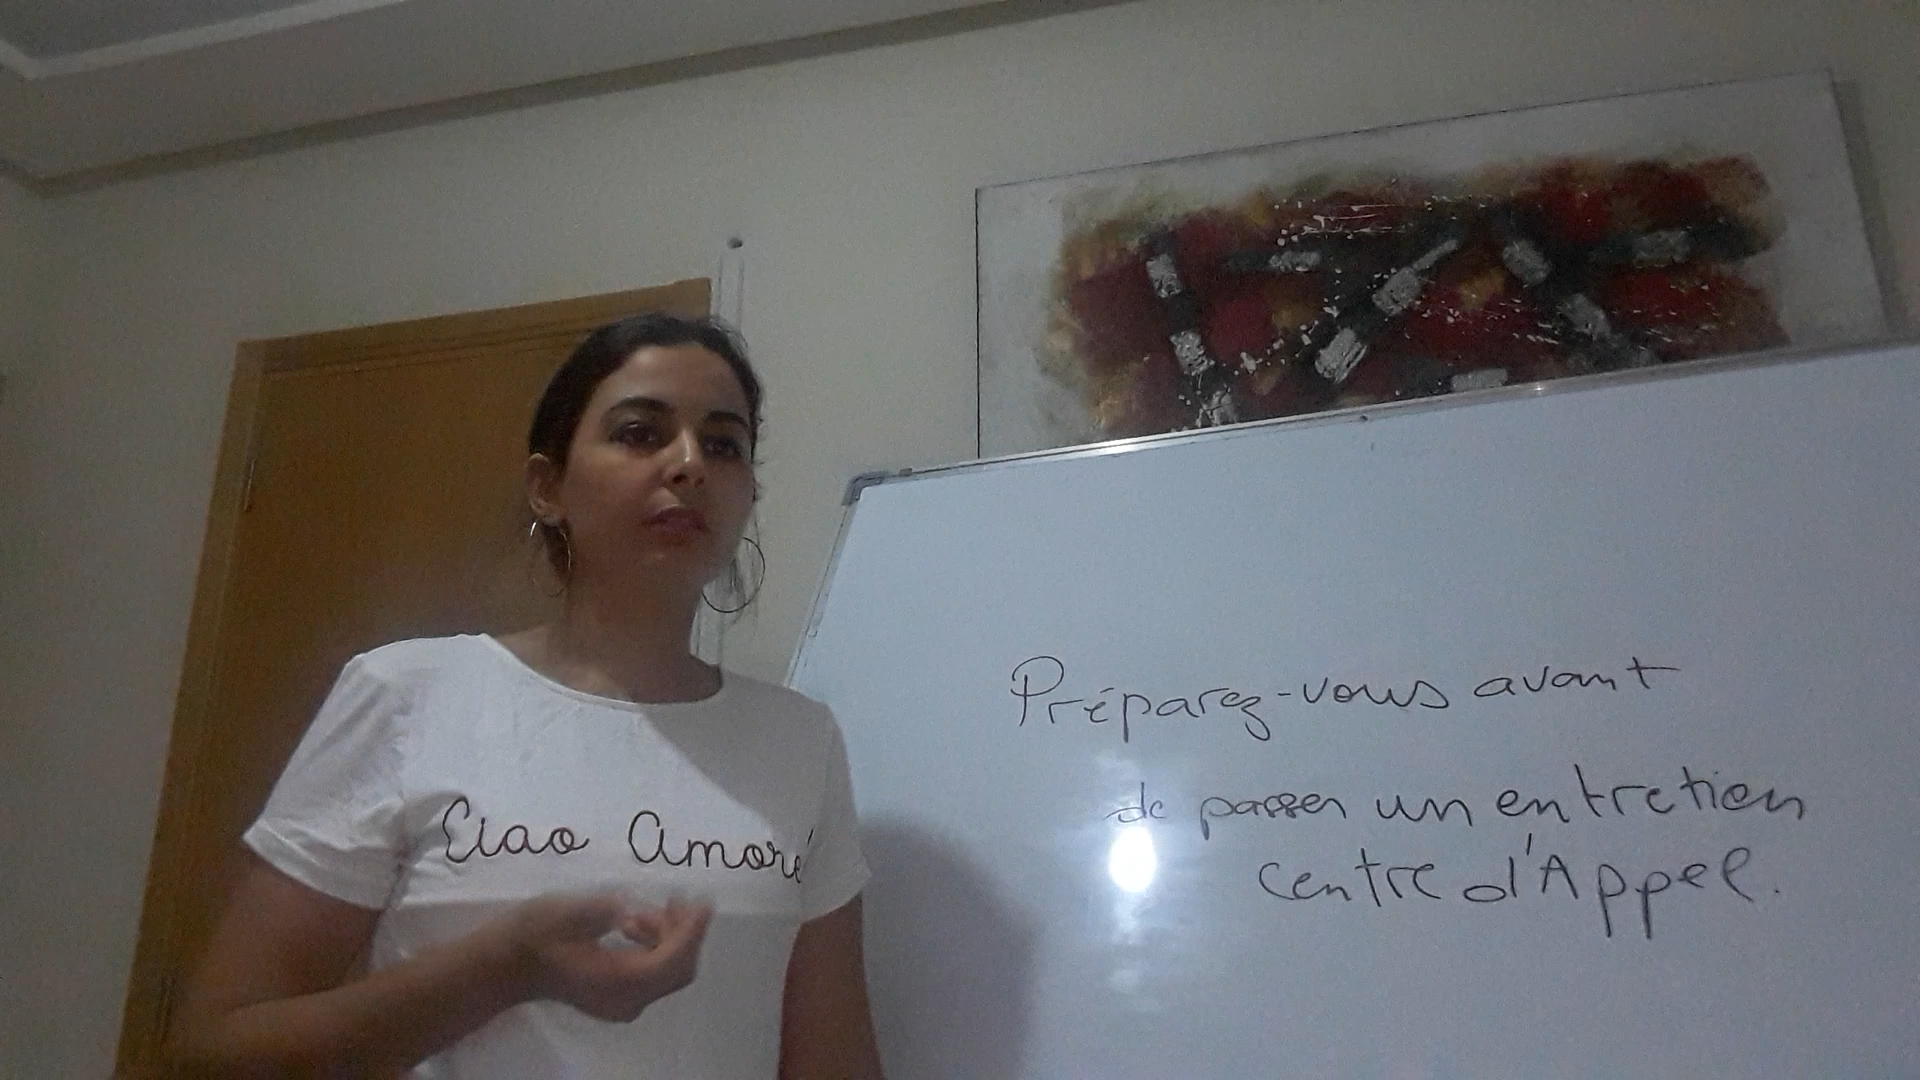 Ciao Amore
Préparez-vous avant
de passer un entretien
centre d'Appel.